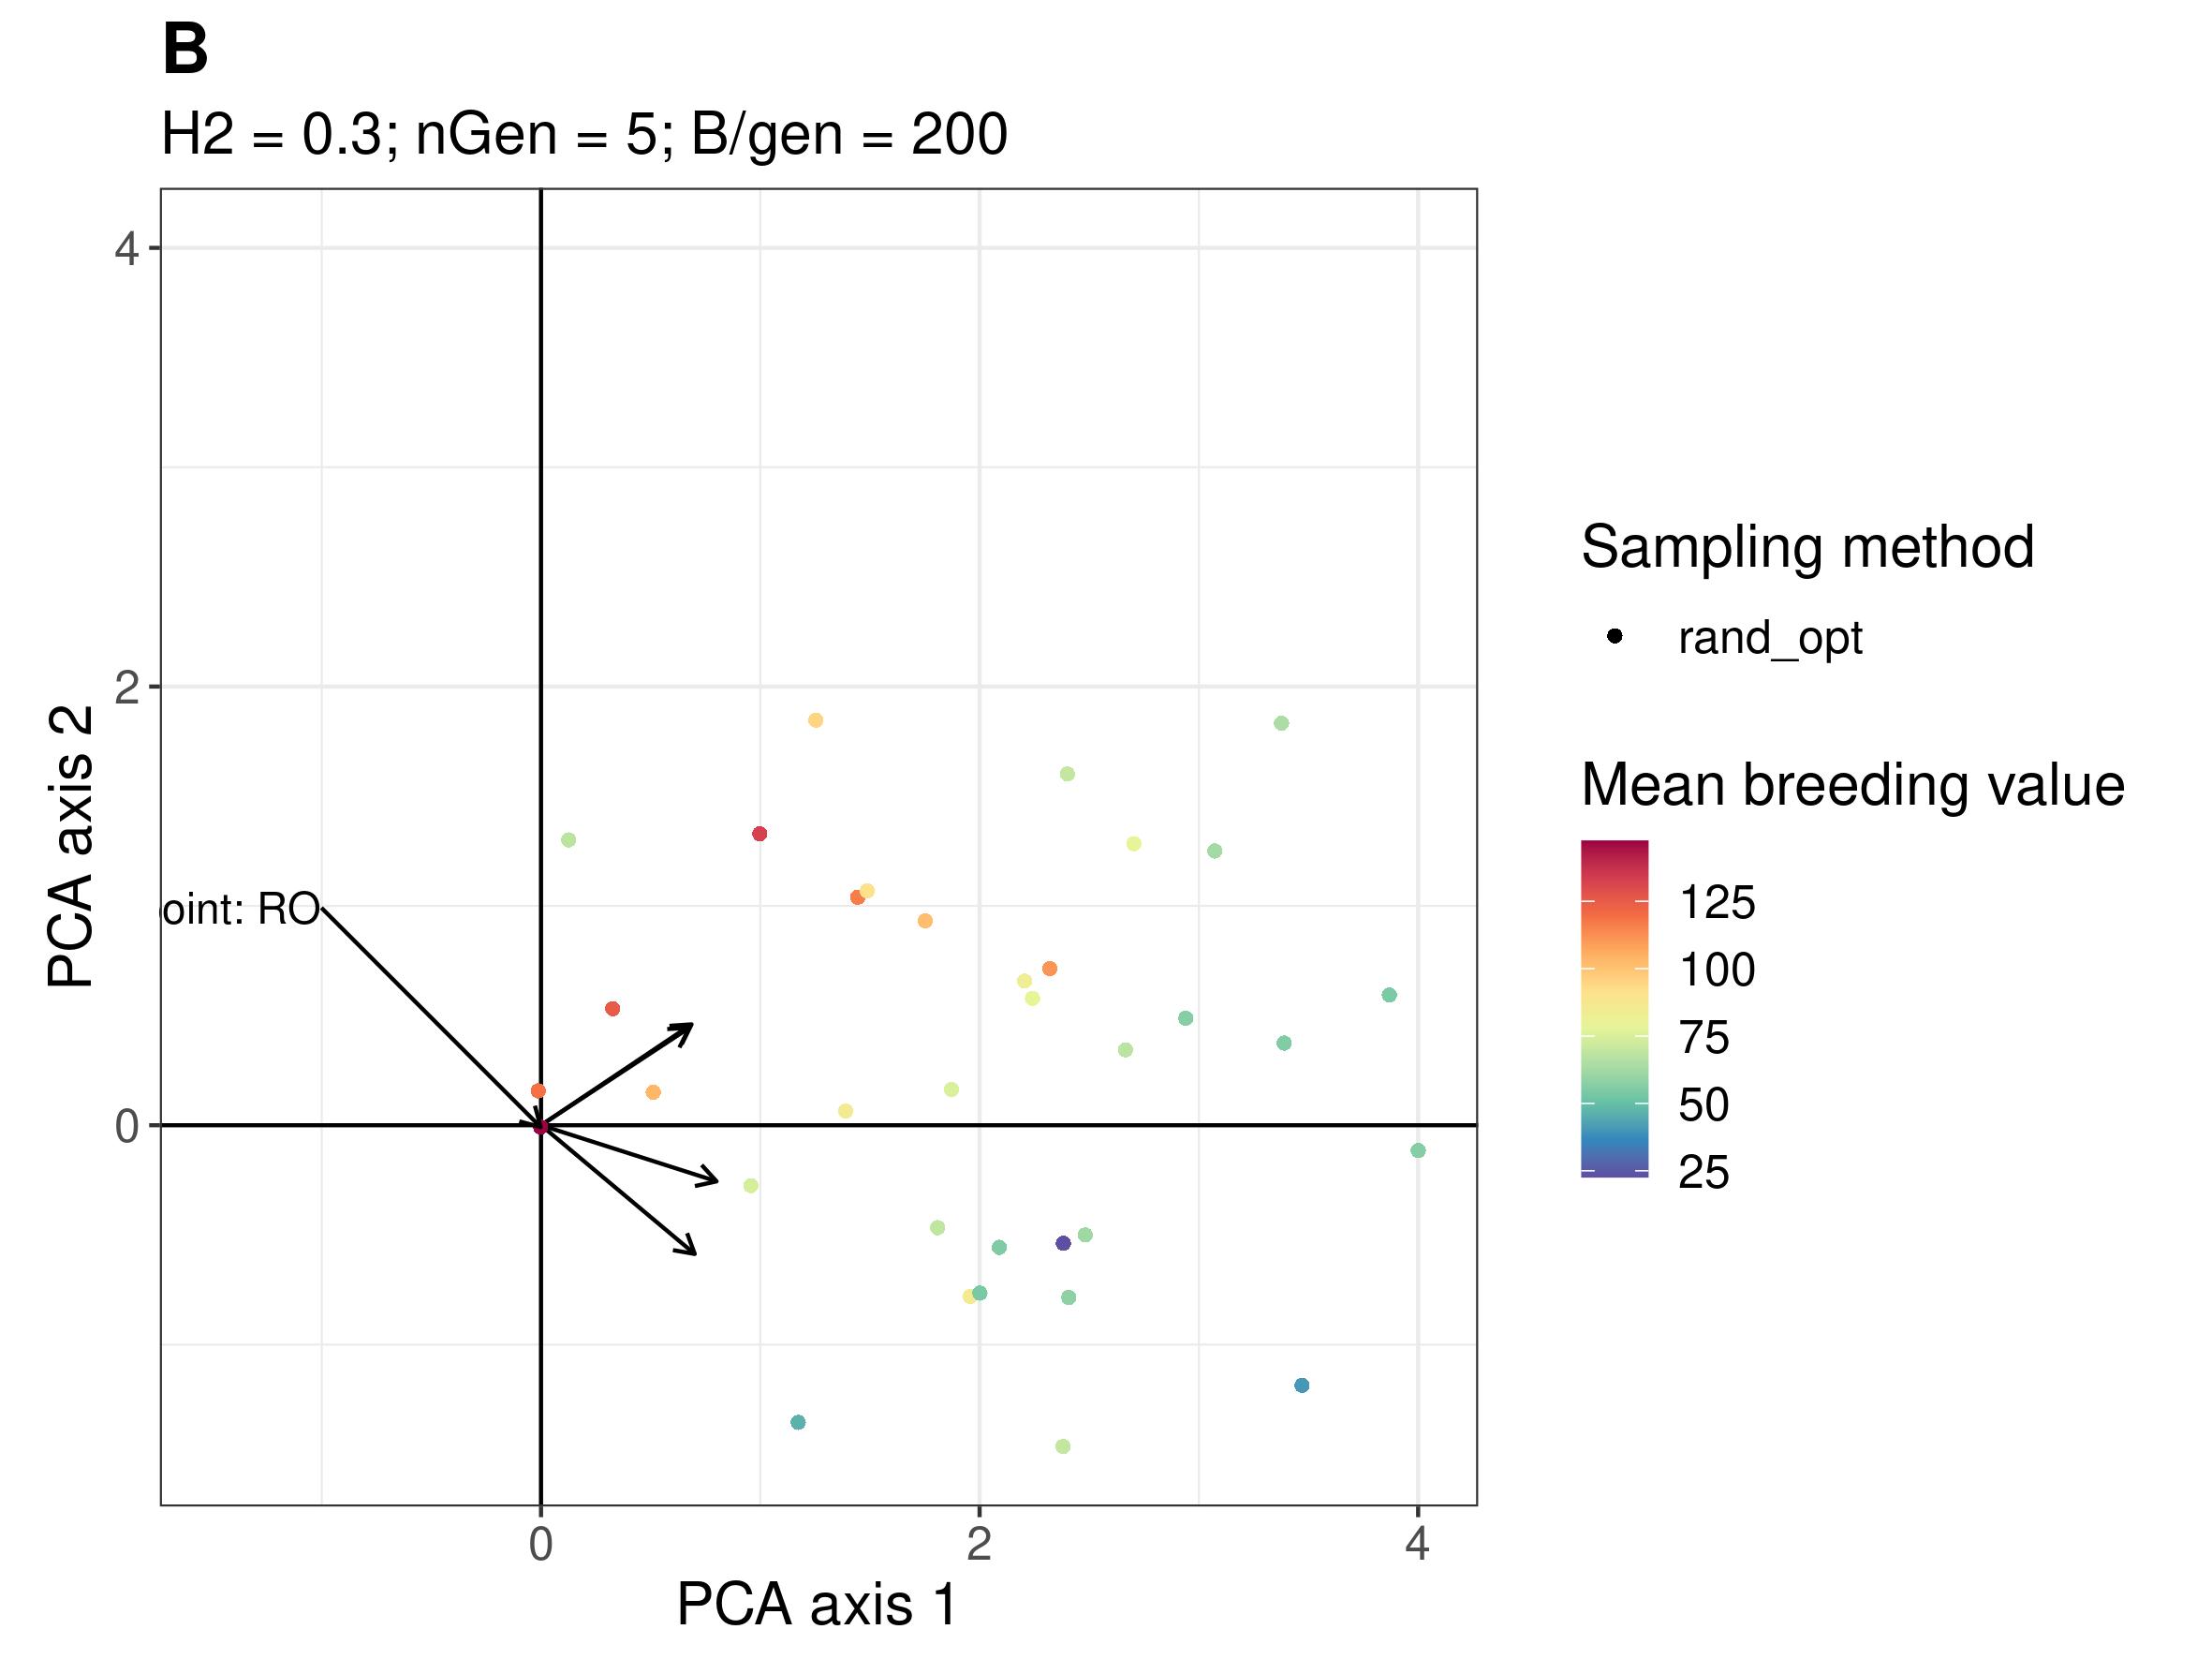 B
H2 = 0.3; nGen = 5; B/gen = 200
4
2
0
oint: RO
0
2
4
PCA axis 1
PCA axis 2
Sampling method
rand_opt
Mean breeding value
125
100
75
50
25